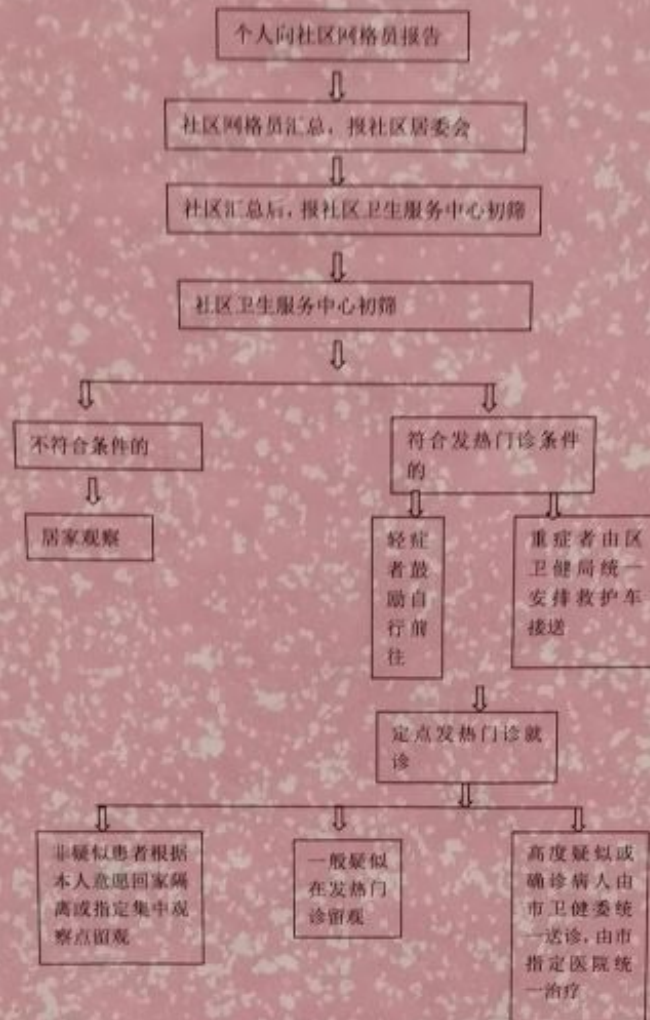 个人向社区网格员报告
社区网格员汇总，报社区居委会
社区汇总后，报社区卫生服务中心初筛
社区卫生服务中心初筛
不符合条件的
符合发热门诊条件
的
居家观察
轻症
者鼓
励自
行前
往
重症者由区
卫健局统一
安排救护车
接送
定点发热门诊就
诊
非疑似患者根据
本人意愿回家隔
离或指定集中观
察点留观
一般疑似
在发热门
诊留观
高度疑似或
确诊病人由
市卫健委统
一送诊，由市
指定医院统
一治疗